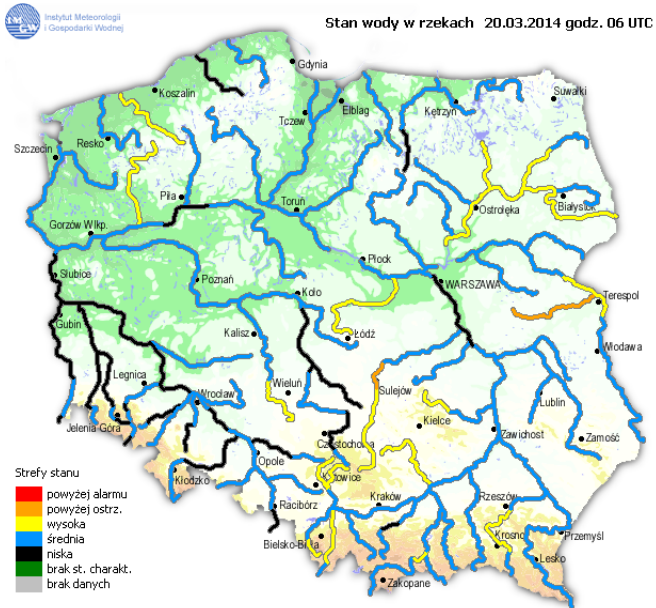 Instytut Meteorologii
i Gospodarki Wodnej
Stan wody w rzekach 20.03.2014 godz. 06 UTC
Gdynia
Koszalin
Suwałki
Elbląg
Kętrzyn
Tczew
Resko
Szczecin
Piła
Toruń
Ostrołęka
Białystok
Gorzów Wlkp.
Płock
Słubice
Poznań
Koło
WARSZAWA
Terespol
Gubin
Kalisz
Łódź
Włodawa
Legnica
Wrocław
Wieluń
Sulejów
Lublin
Jelenia Góra
Kielce
Zawichost
Zamość
Częstochowa
Opole
Kłodzko
Katowice
Racibórz
Kraków
Rzeszów
Bielsko-Biała
Krosno
Przemyśl
Lesko
Zakopane
Strefy stanu
powyżej alarmu
powyżej ostrz.
wysoka
średnia
niska
brak st. charakt.
brak danych